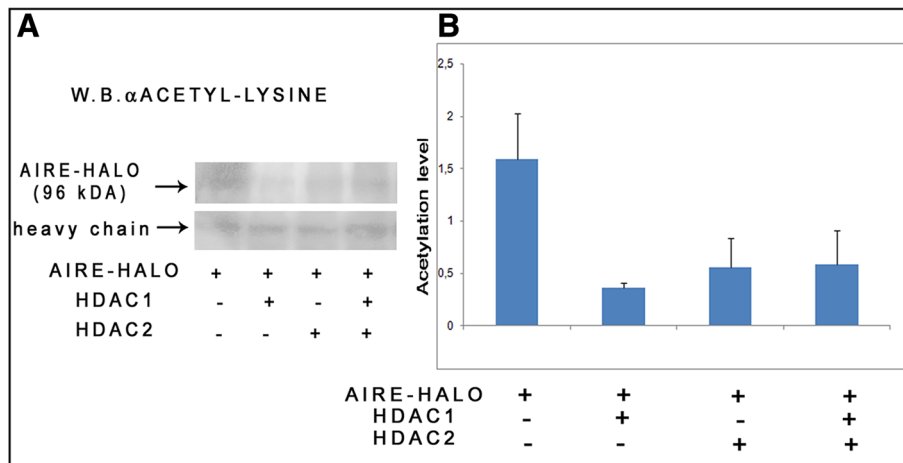 A
W.B.αACETYL-LYSINE
AIRE-HALO
(96 kDA)
heavy chain
AIRE-HALO + + + +
HDAC1 - + - +
HDAC2 - - + +
B
Acetylation level
2,5
2
1,5
1
0,5
0
AIRE-HALO + + + +
HDAC1 - + - +
HDAC2 - - + +